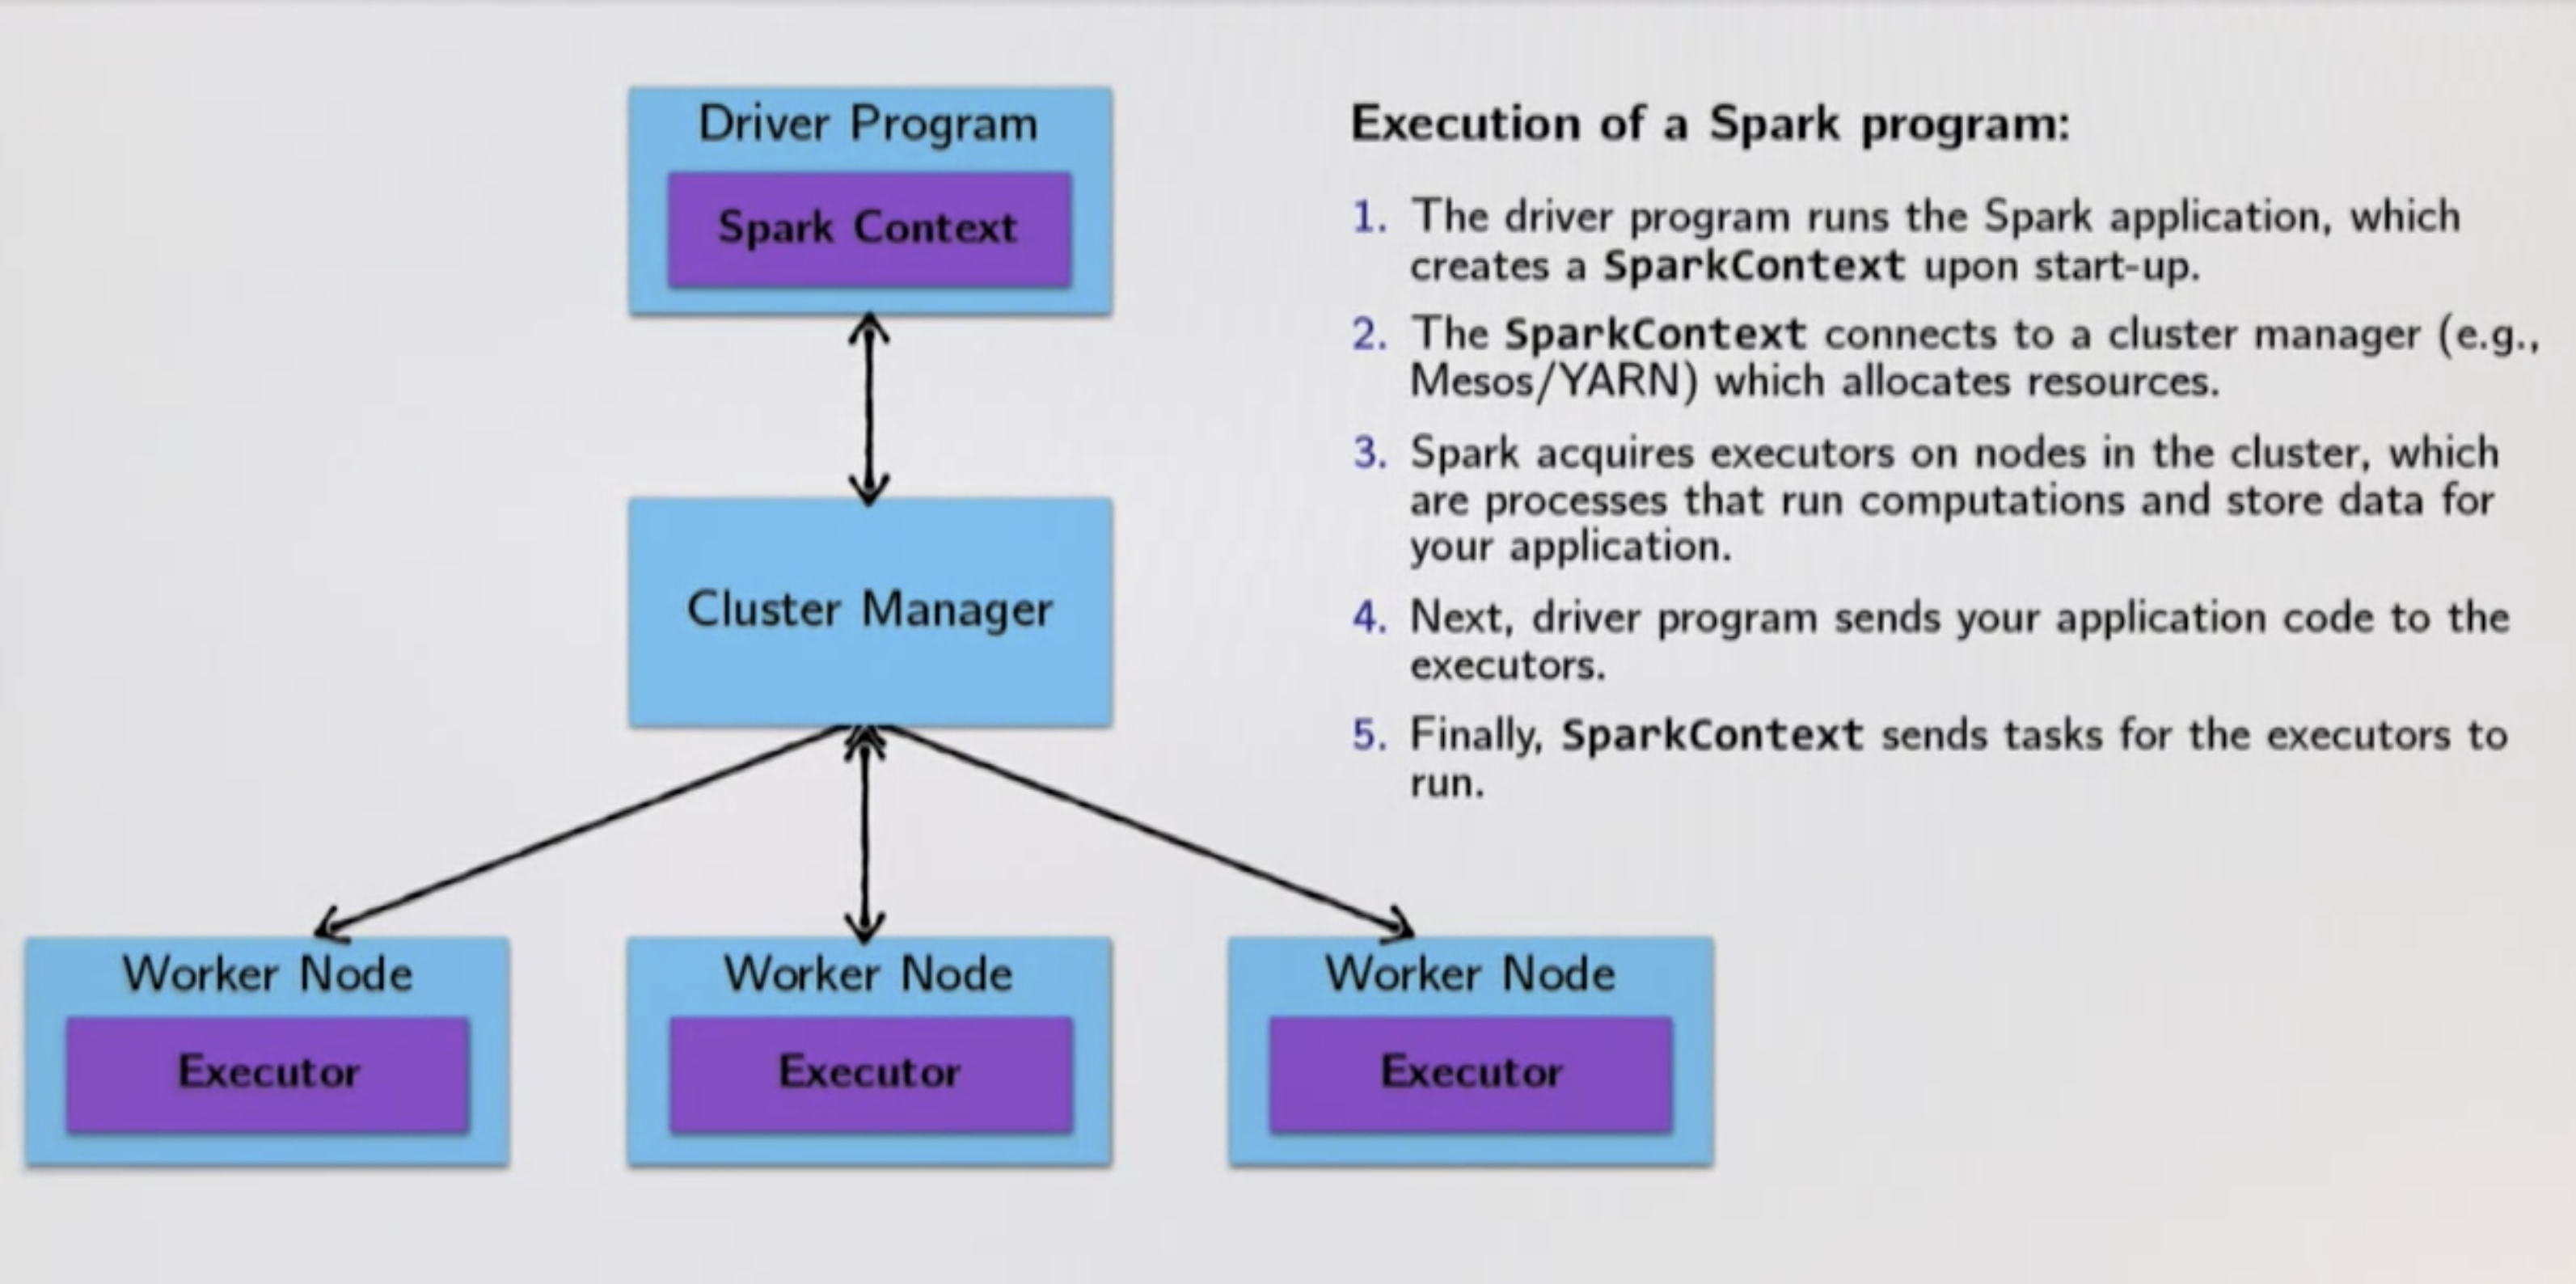 Driver Program
Spark Context
Cluster Manager
Worker Node
Executor
Worker Node
Executor
Worker Node
Executor
Execution of a Spark program:
1. The driver program runs the Spark application, which
creates a SparkContext upon start-up.
2. The SparkContext connects to a cluster manager (e.g.,
Mesos/YARN) which allocates resources.
3. Spark acquires executors on nodes in the cluster, which
are processes that run computations and store data for
your application.
4. Next, driver program sends your application code to the
executors.
5. Finally, SparkContext sends tasks for the executors to
run.